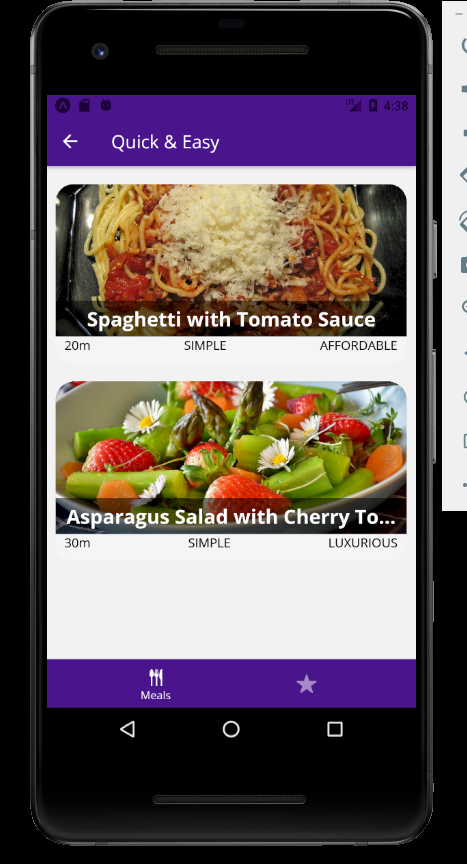 LTE 4:38
Quick & Easy
Spaghetti with Tomato Sauce
20m SIMPLE AFFORDABLE
Asparagus Salad with Cherry To...
30m SIMPLE LUXURIOUS
Meals